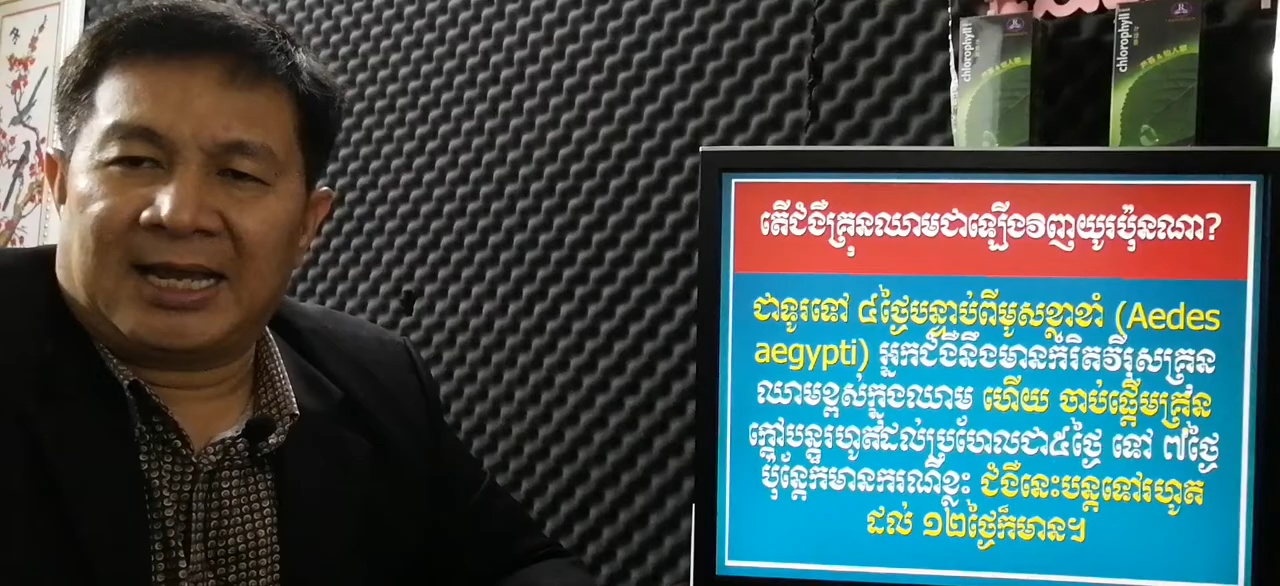 chlorophyll
chlorophyll
តើជំងឺគ្រុនឈាមជាឡើងវិញយូរប៉ុនណា?
ជាទូរទៅ ៤ថ្ងៃបន្ទាប់ពីមូសខ្លាខាំ (Aedes
aegypti) អ្នកជំងឺនឹងមានកំរិតវីរុសគ្រុន
ឈាមខ្ពស់ក្នុងឈាម ហើយ ចាប់ផ្តើមគ្រុន
ក្តៅបន្តរហូតដល់ប្រហែលជា៥ថ្ងៃ ទៅ ៧ថ្ងៃ
ប៉ុន្តែក៏មានករណីខ្លះ ជំងឺនេះបន្តទៅរហូត
ដល់ ១២ថ្ងៃក៏មាន។